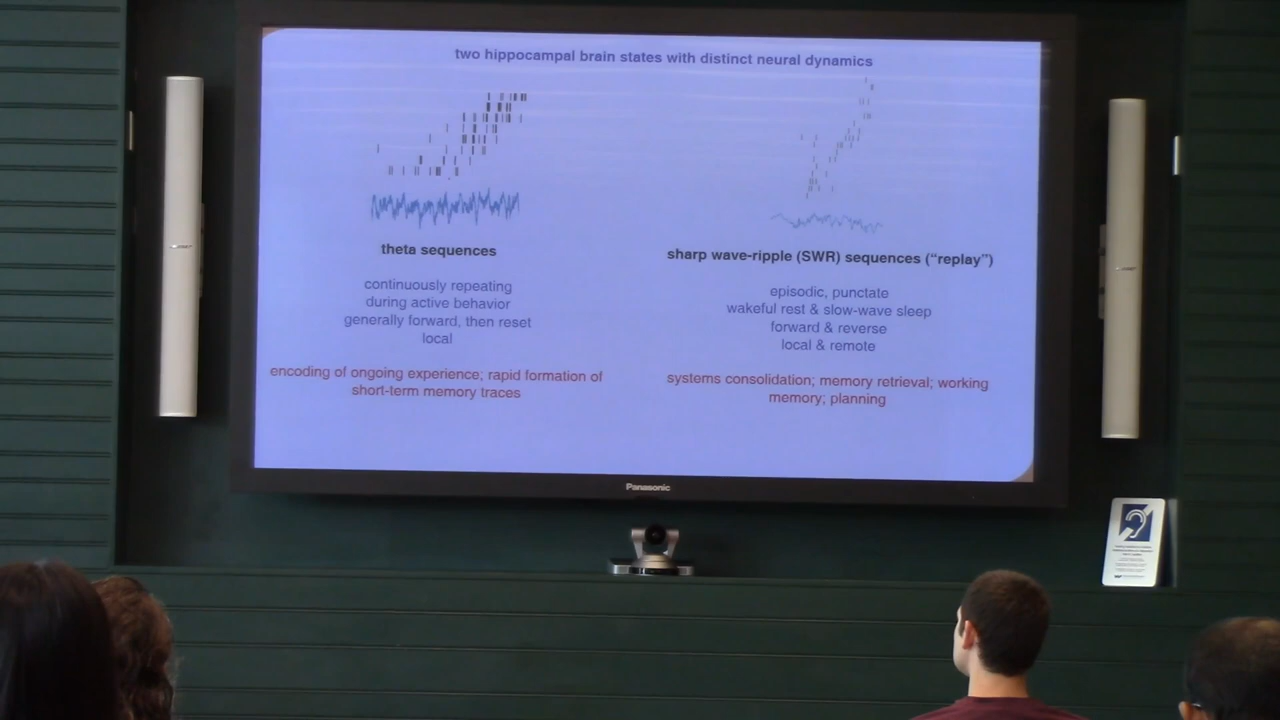 two hippocampal brain states with distinct neural dynamics
theta sequences
continuously repeating
during active behavior
generally forward, then reset
local
encoding of ongoing experience; rapid formation of
short-term memory traces
sharp wave-ripple (SWR) sequences (“replay”)
episodic, punctate
wakeful rest & slow-wave sleep
forward & reverse
local & remote
systems consolidation; memory retrieval; working
memory; planning
Panasonic